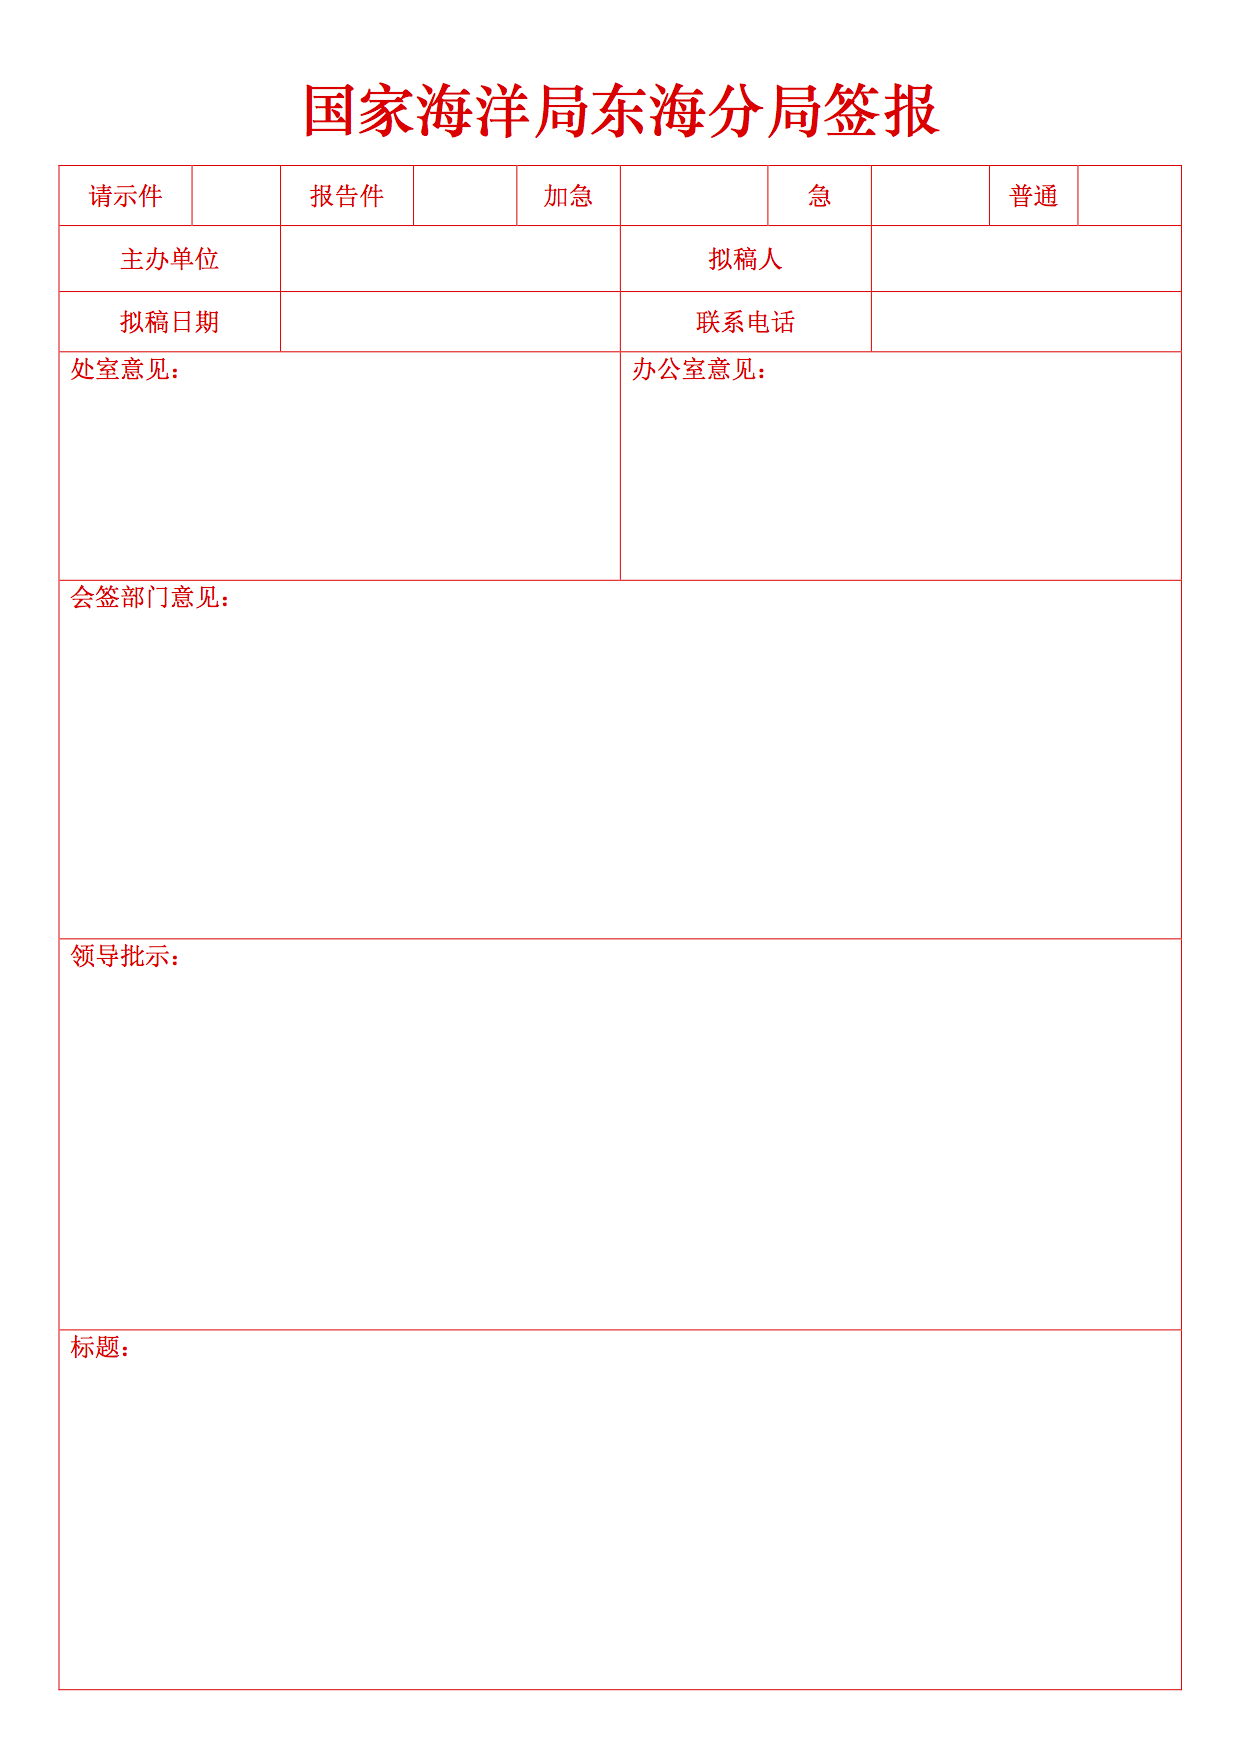 国家海洋局东海分局签报
请示件 报告件 加急 急 普通
主办单位 拟稿人
拟稿日期 联系电话
处室意见： 办公室意见：
会签部门意见：
领导批示：
标题：